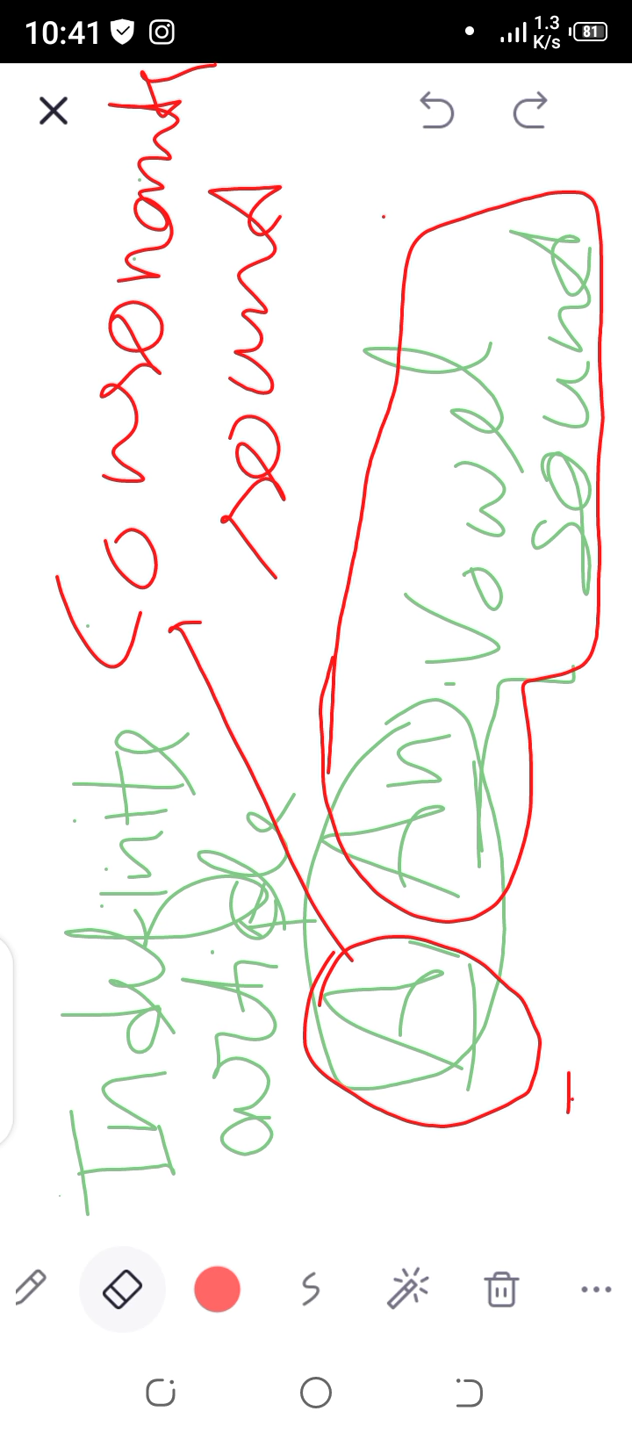 10:41 1.3 K/s 81
Indefinite
article
A An
Vowel
sound
Consonant
sound